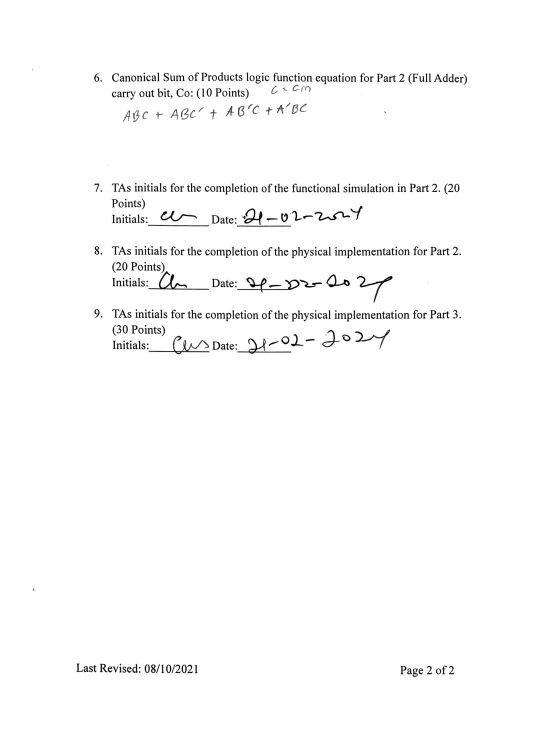 6. Canonical Sum of Products logic function equation for Part 2 (Full Adder)
carry out bit, Co: (10 Points) C = Cin
ABC + ABC' + AB'C + A'BC
7. TAs initials for the completion of the functional simulation in Part 2. (20
Points)
Initials: Date: 21-02-2024
8. TAs initials for the completion of the physical implementation for Part 2.
(20 Points)
Initials: Date: 21-02-2024
9. TAs initials for the completion of the physical implementation for Part 3.
(30 Points)
Initials: Date: 21-02-2024
Last Revised: 08/10/2021 Page 2 of 2